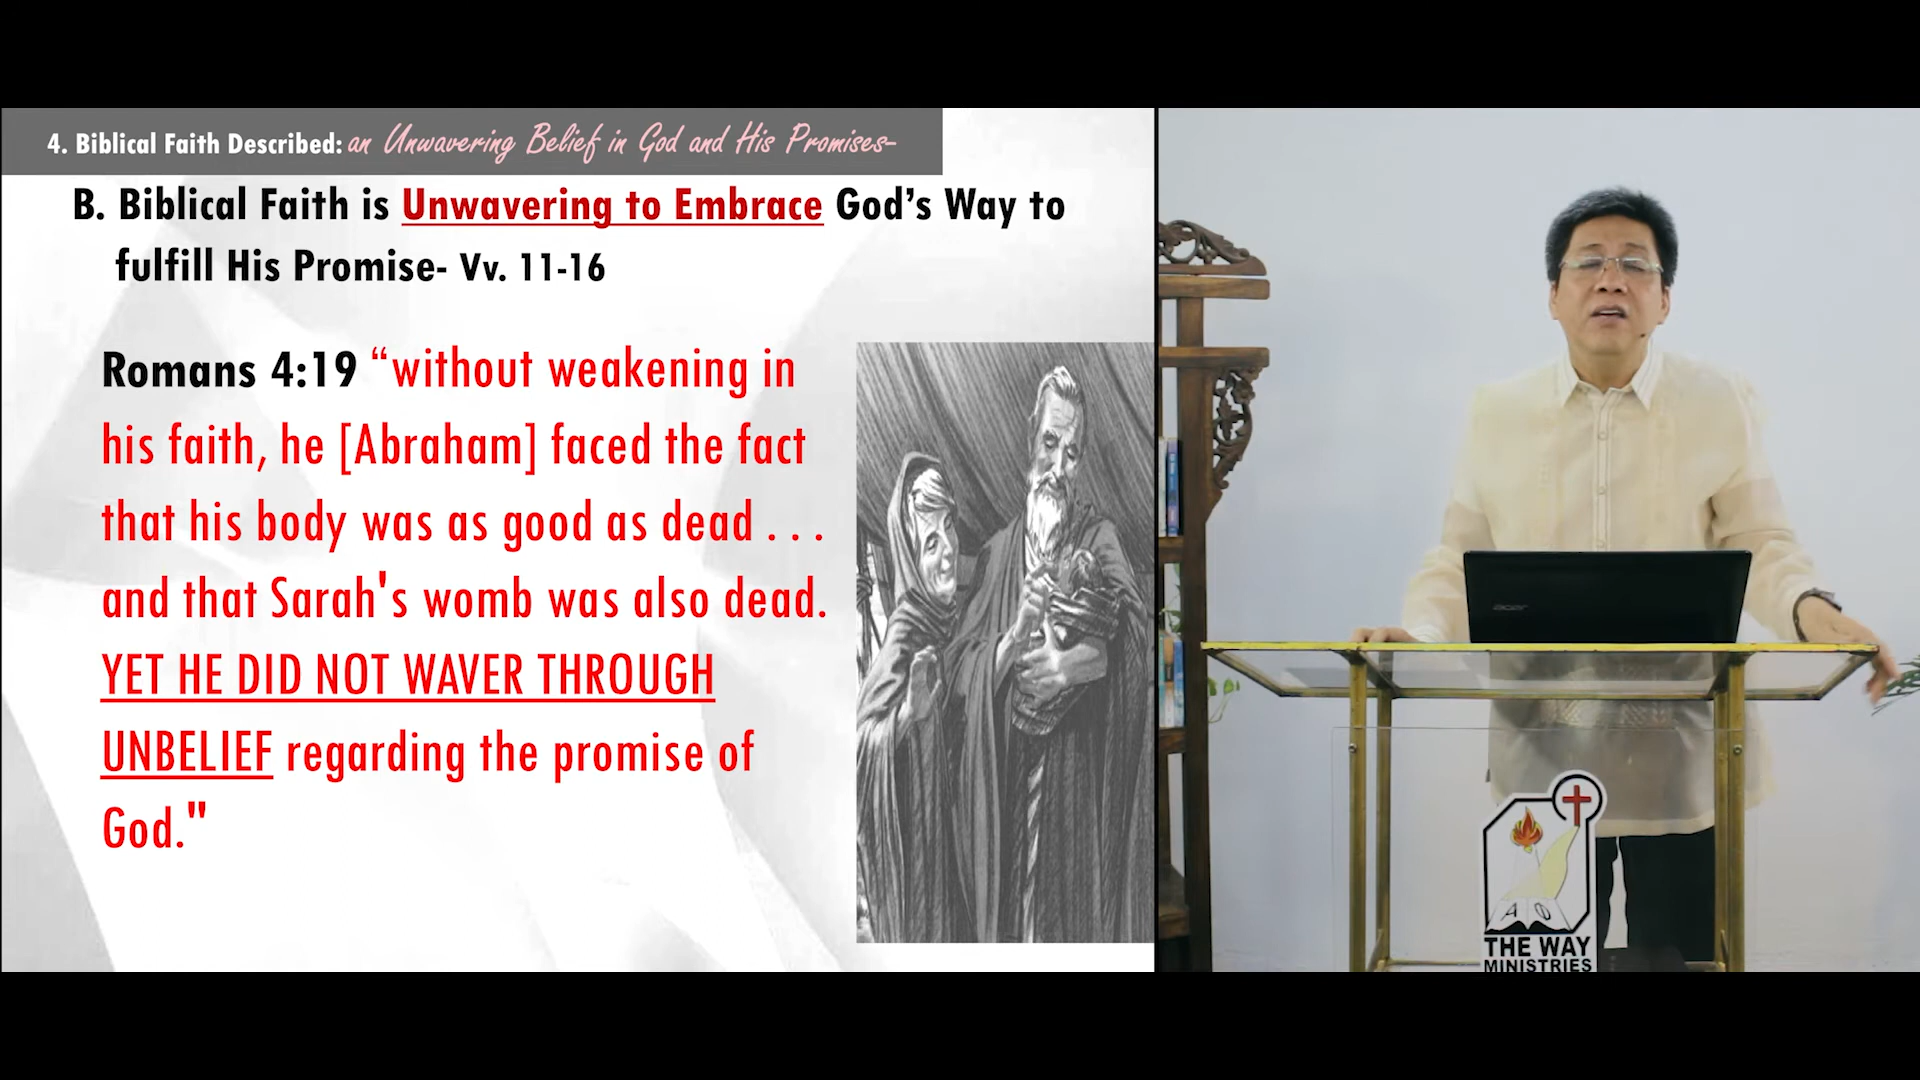 4. Biblical Faith Described: an Unwavering Belief in God and His Promises-
B. Biblical Faith is Unwavering to Embrace God’s Way to
fulfill His Promise- Vv. 11-16
Romans 4:19 “without weakening in
his faith, he [Abraham] faced the fact
that his body was as good as dead . . .
and that Sarah's womb was also dead.
YET HE DID NOT WAVER THROUGH
UNBELIEF regarding the promise of
God."
acer
A Ω
THE WAY
MINISTRIES